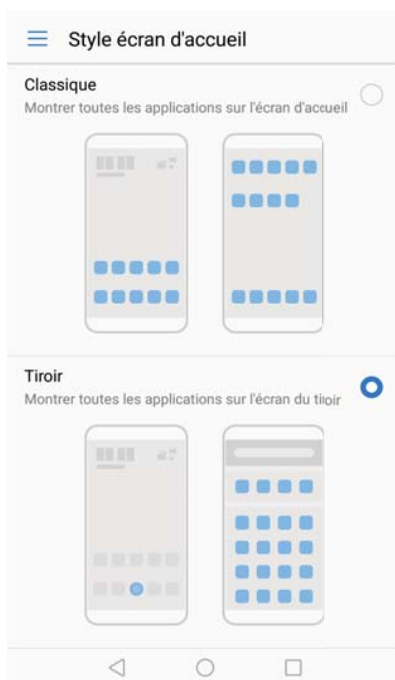 Style écran d'accueil
Classique
Montrer toutes les applications sur l'écran d'accueil
Tiroir
Montrer toutes les applications sur l'écran du tiroir